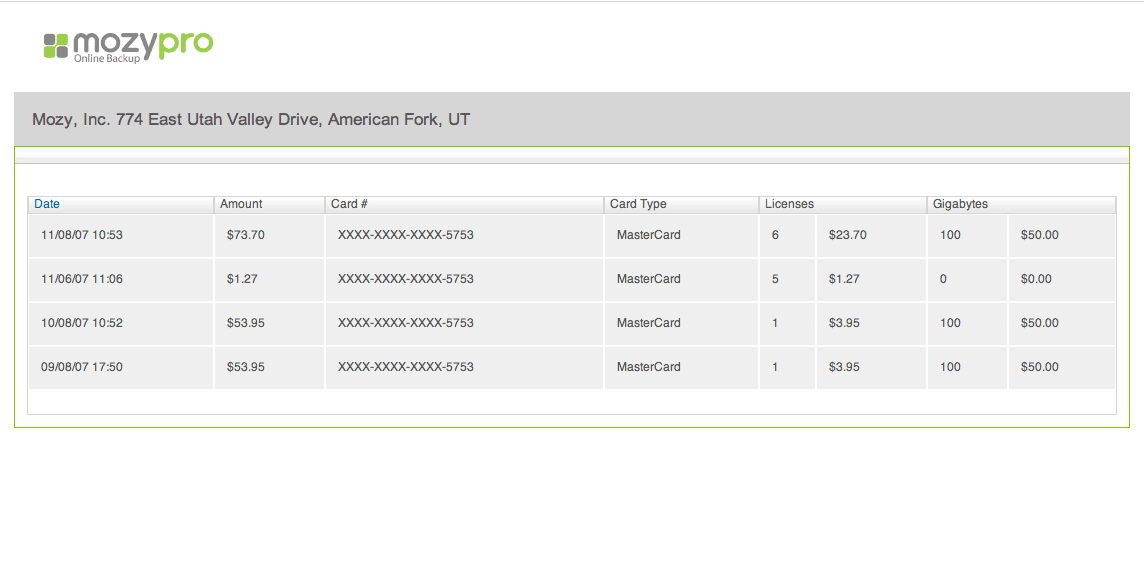 mozypro
Online Backup
Mozy, Inc. 774 East Utah Valley Drive, American Fork, UT
Date Amount Card # Card Type Licenses Gigabytes
11/08/07 10:53 $73.70 XXXX-XXXX-XXXX-5753 MasterCard 6 $23.70 100 $50.00
11/06/07 11:06 $1.27 XXXX-XXXX-XXXX-5753 MasterCard 5 $1.27 0 $0.00
10/08/07 10:52 $53.95 XXXX-XXXX-XXXX-5753 MasterCard 1 $3.95 100 $50.00
09/08/07 17:50 $53.95 XXXX-XXXX-XXXX-5753 MasterCard 1 $3.95 100 $50.00